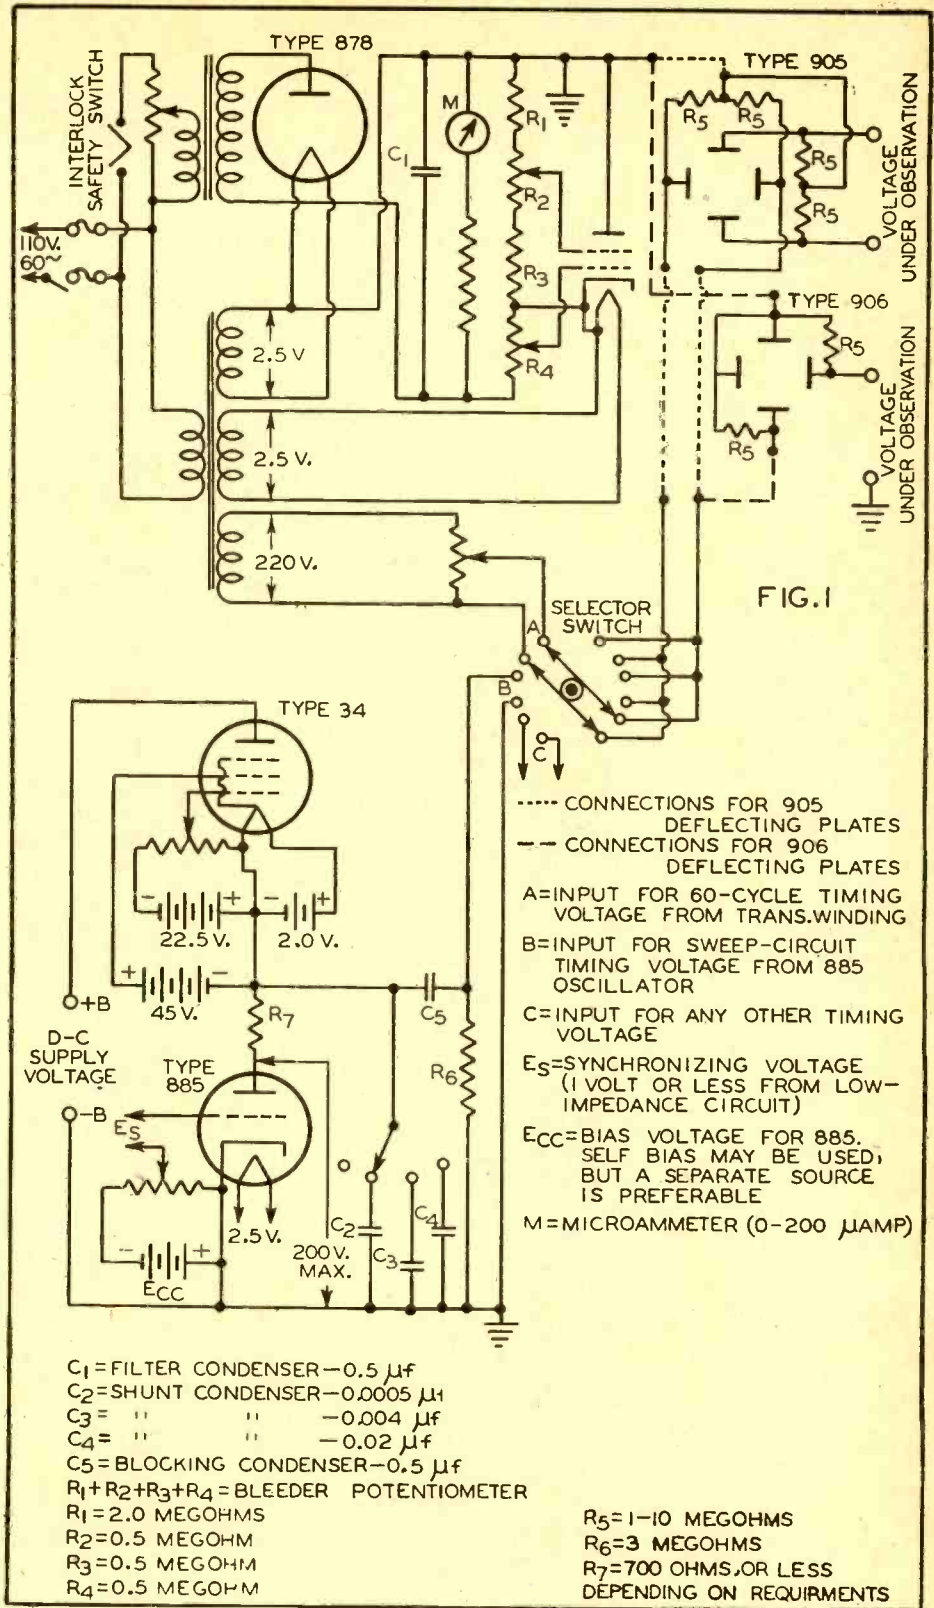 TYPE 878
TYPE 905
INTERLOCK
SAFETY SWITCH
M
C1
R1
R2
R3
R4
R5
R5
R5
R5
VOLTAGE
UNDER OBSERVATION
110V.
60~
TYPE 906
R5
R5
VOLTAGE
UNDER OBSERVATION
2.5 V
2.5 V.
220 V.
FIG.1
SELECTOR
SWITCH
A
B
C
TYPE 34
- +
22.5 V.
- +
2.0 V.
+ -
45 V.
+B
D-C
SUPPLY
VOLTAGE
-B
R7
C5
R6
TYPE
885
ES
2.5 V.
200 V.
MAX.
- +
ECC
C2
C3
C4
CONNECTIONS FOR 905
DEFLECTING PLATES
CONNECTIONS FOR 906
DEFLECTING PLATES
A=INPUT FOR 60-CYCLE TIMING
VOLTAGE FROM TRANS.WINDING
B=INPUT FOR SWEEP-CIRCUIT
TIMING VOLTAGE FROM 885
OSCILLATOR
C=INPUT FOR ANY OTHER TIMING
VOLTAGE
ES=SYNCHRONIZING VOLTAGE
(1 VOLT OR LESS FROM LOW-
IMPEDANCE CIRCUIT)
ECC=BIAS VOLTAGE FOR 885.
SELF BIAS MAY BE USED,
BUT A SEPARATE SOURCE
IS PREFERABLE
M=MICROAMMETER (0-200 µAMP)
C1=FILTER CONDENSER-0.5 µf
C2=SHUNT CONDENSER-0.0005 µf
C3= " " -0.004 µf
C4= " " -0.02 µf
C5=BLOCKING CONDENSER-0.5 µf
R1+R2+R3+R4=BLEEDER POTENTIOMETER
R1=2.0 MEGOHMS
R2=0.5 MEGOHM
R3=0.5 MEGOHM
R4=0.5 MEGOHM
R5=1-10 MEGOHMS
R6=3 MEGOHMS
R7=700 OHMS,OR LESS
DEPENDING ON REQUIRMENTS